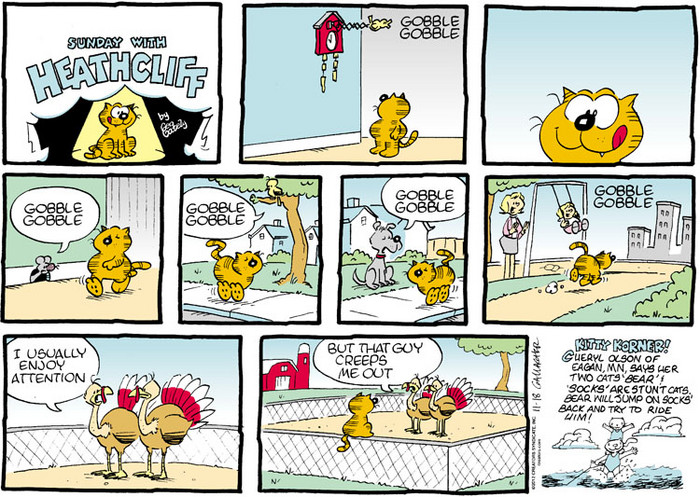 SUNDAY WITH
HEATHCLIFF
by
GOBBLE
GOBBLE
GOBBLE
GOBBLE
GOBBLE
GOBBLE
GOBBLE
GOBBLE
GOBBLE
GOBBLE
I USUALLY
ENJOY
ATTENTION
BUT THAT GUY
CREEPS
ME OUT
11-18 GALLAGHER
KITTY KORNER!
CHERYL OLSON OF
EAGAN, MN, SAYS HER
TWO CATS 'BEAR' &
'SOCKS' ARE STUNT CATS.
BEAR WILL JUMP ON SOCKS'
BACK AND TRY TO RIDE
HIM!